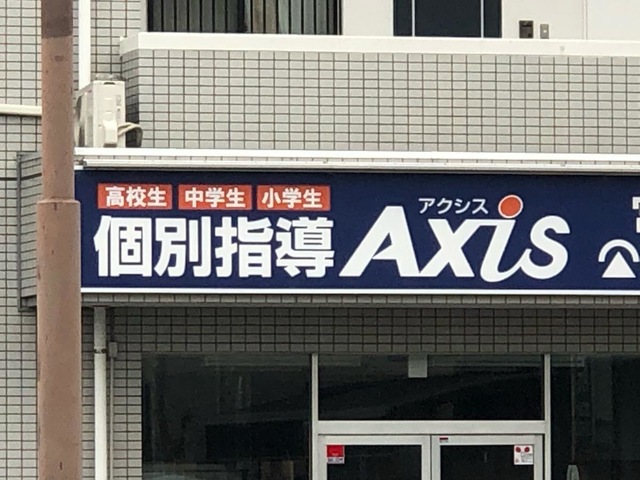 高校生 中学生 小学生
アクシス
個別指導 Axis